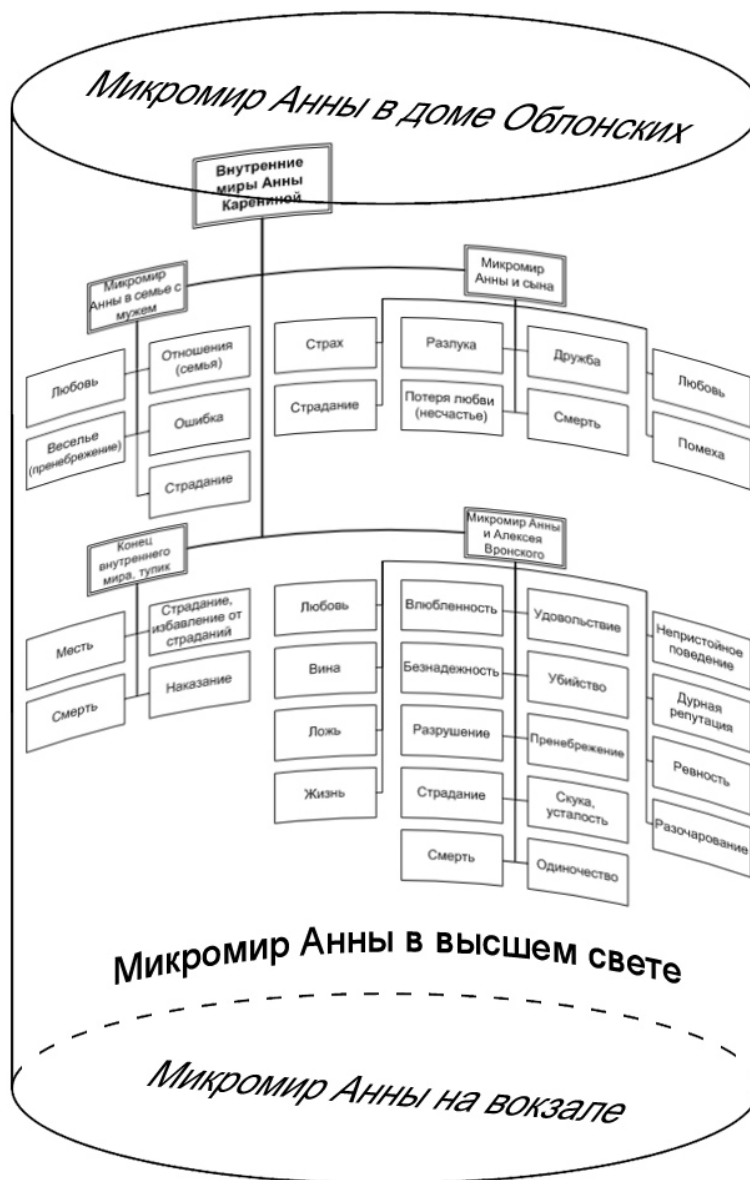 Микромир Анны в доме Облонских
Внутренние
миры Анны
Карениной
Микромир
Анны в семье с
мужем
Микромир
Анны и сына
Любовь
Отношения
(семья)
Веселье
(пренебрежение)
Ошибка
Страдание
Страх
Разлука
Дружба
Любовь
Страдание
Потеря любви
(несчастье)
Смерть
Помеха
Конец
внутреннего
мира, тупик
Микромир Анны
и Алексея
Вронского
Месть
Страдание,
избавление от
страданий
Смерть
Наказание
Любовь
Влюбленность
Удовольствие
Непристойное
поведение
Вина
Безнадежность
Убийство
Дурная
репутация
Ложь
Разрушение
Пренебрежение
Ревность
Жизнь
Страдание
Скука,
усталость
Разочарование
Смерть
Одиночество
Микромир Анны в высшем свете
Микромир Анны на вокзале